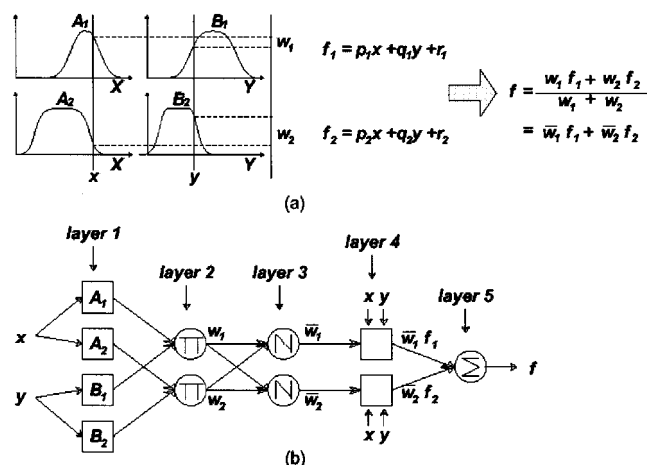 A₁
B₁
w₁
X
Y
f₁ = p₁x + q₁y + r₁
A₂
B₂
w₂
X
Y
x
y
f₂ = p₂x + q₂y + r₂
f = w₁ f₁ + w₂ f₂ / w₁ + w₂
= w̅₁ f₁ + w̅₂ f₂
(a)
layer 1
layer 2
layer 3
layer 4
layer 5
x y
A₁
A₂
B₁
B₂
x
y
Π
w₁
N
w̅₁
w̅₁ f₁
Π
w₂
N
w̅₂
w̅₂ f₂
Σ
f
x y
(b)